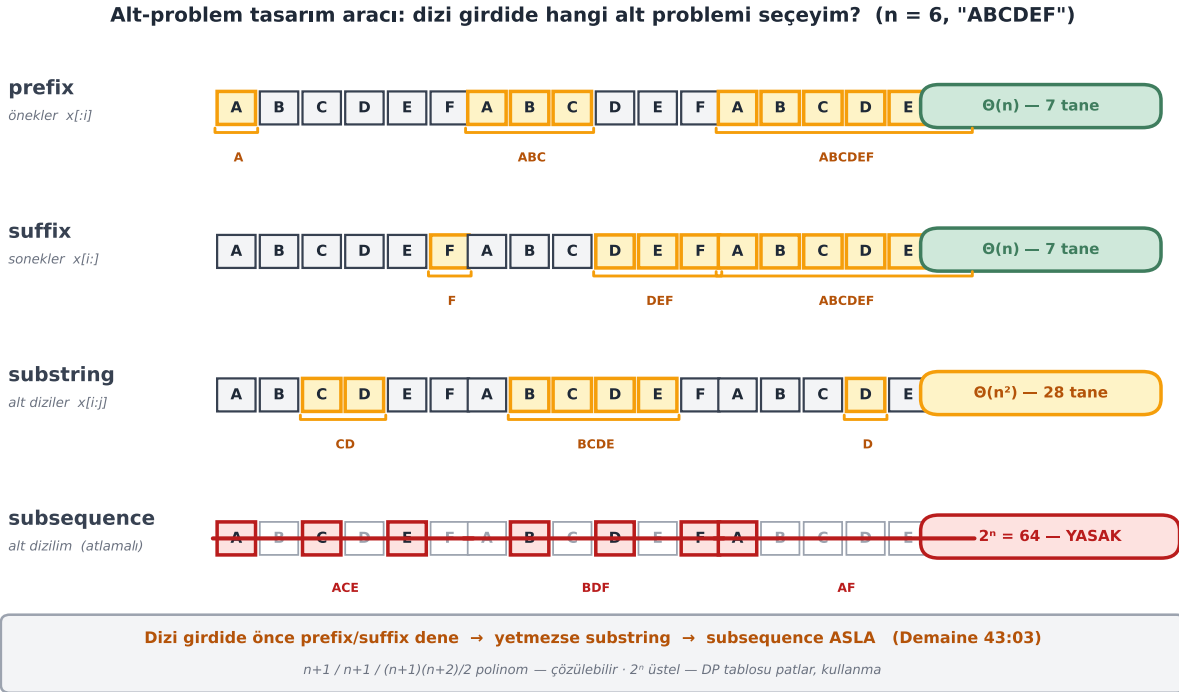 Alt-problem tasarım aracı: dizi girdide hangi alt problemi seçeyim?  (n = 6, "ABCDEF")
prefix
önekler  x[:i]
A B C D E F A B C D E F A B C D E
Θ(n) — 7 tane
A
ABC
ABCDEF
suffix
sonekler  x[i:]
A B C D E F A B C D E F A B C D E
Θ(n) — 7 tane
F
DEF
ABCDEF
substring
alt diziler  x[i:j]
A B C D E F A B C D E F A B C D E
Θ(n²) — 28 tane
CD
BCDE
D
subsequence
alt dizilim  (atlamalı)
A B C D E F A B C D E F A B C D E
2ⁿ = 64 — YASAK
ACE
BDF
AF
Dizi girdide önce prefix/suffix dene  →  yetmezse substring  →  subsequence ASLA   (Demaine 43:03)
n+1 / n+1 / (n+1)(n+2)/2 polinom — çözülebilir · 2ⁿ üstel — DP tablosu patlar, kullanma